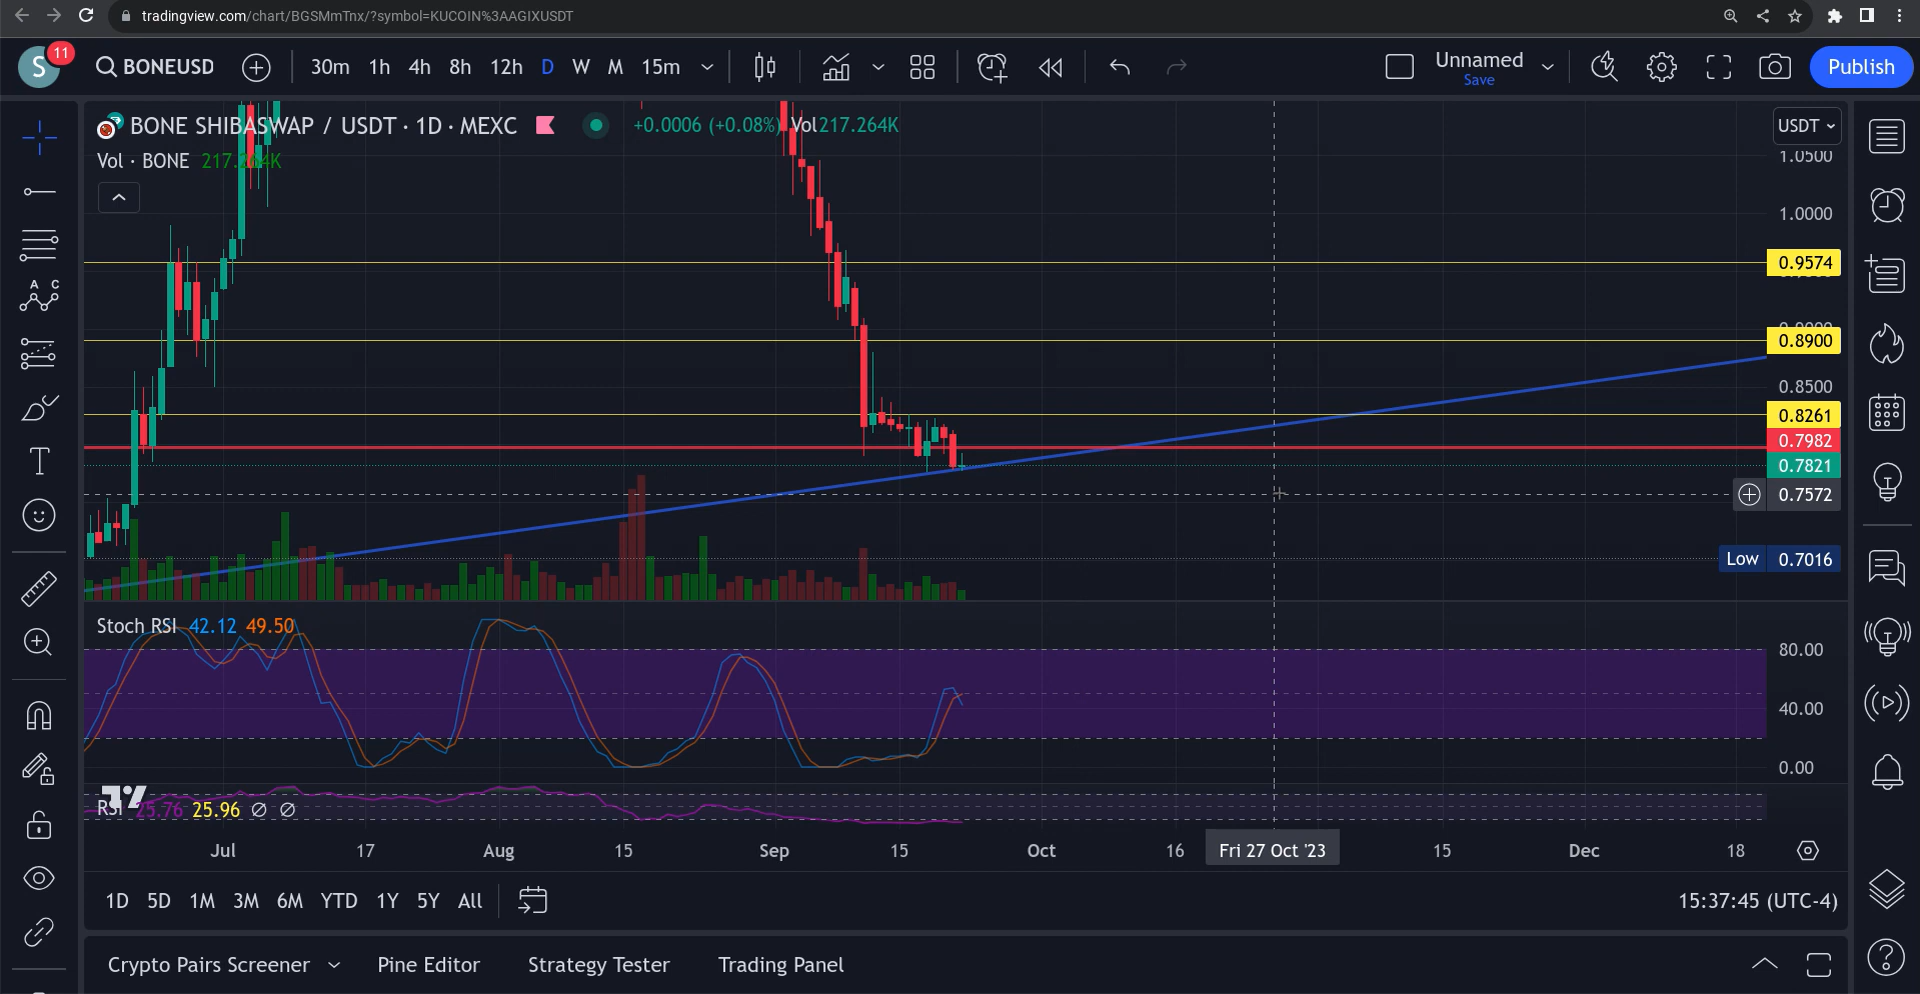 tradingview.com/chart/BGSMmTnx/?symbol=KUCOIN%3AAGIXUSDT
S 11 BONEUSD 30m 1h 4h 8h 12h D W M 15m Unnamed Save Publish
BONE SHIBASWAP / USDT · 1D · MEXC +0.0006 (+0.08%) Vol217.264K USDT
Vol · BONE 217.264K
1.0500
1.0000
0.9574
0.8900
0.8500
0.8261
0.7982
0.7821
0.7572
Low 0.7016
Stoch RSI 42.12 49.50
80.00
40.00
0.00
RSI 25.76 25.96 ∅ ∅
Jul 17 Aug 15 Sep 15 Oct 16 Fri 27 Oct '23 15 Dec 18
1D 5D 1M 3M 6M YTD 1Y 5Y All 15:37:45 (UTC-4)
Crypto Pairs Screener Pine Editor Strategy Tester Trading Panel